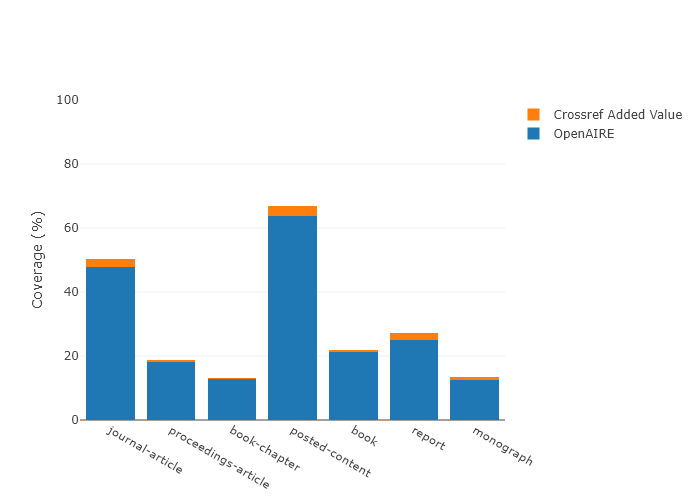 100
80
60
40
20
0
Coverage (%)
journal-article
proceedings-article
book-chapter
posted-content
book
report
monograph
Crossref Added Value
OpenAIRE